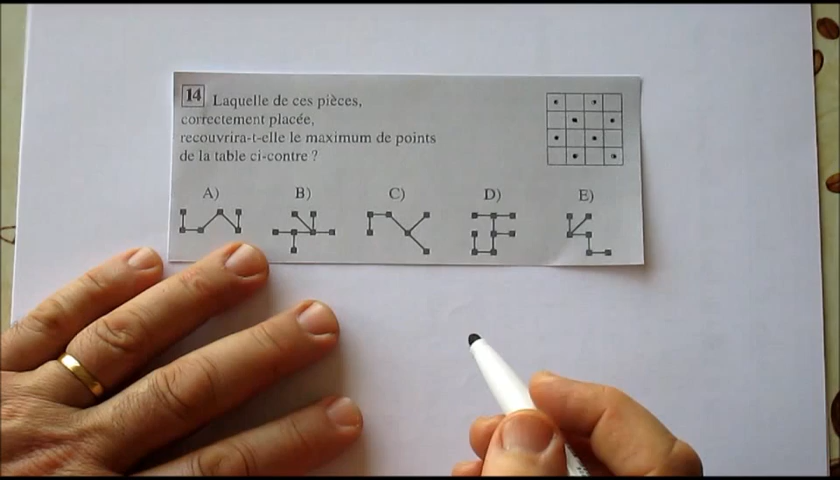 14 Laquelle de ces pièces,
correctement placée,
recouvrira-t-elle le maximum de points
de la table ci-contre ?
A) B) C) D) E)